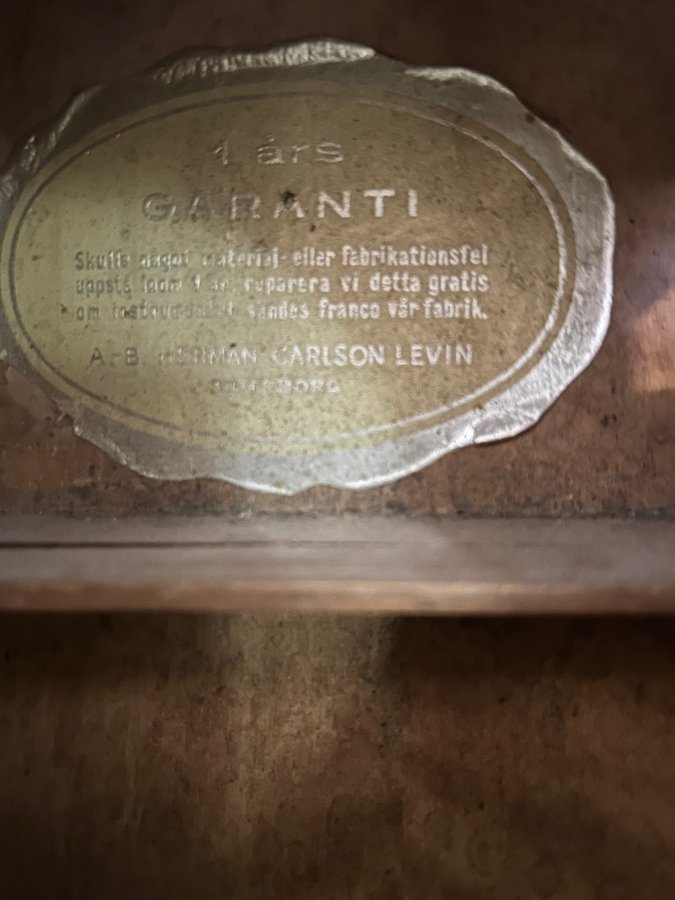 1 års
GARANTI
Skulle något material- eller fabrikationsfel
uppstå inom 1 år, reparera vi detta gratis
om instrumentet sändes franco vår fabrik.
A.-B. HERMAN CARLSON LEVIN
GÖTEBORG